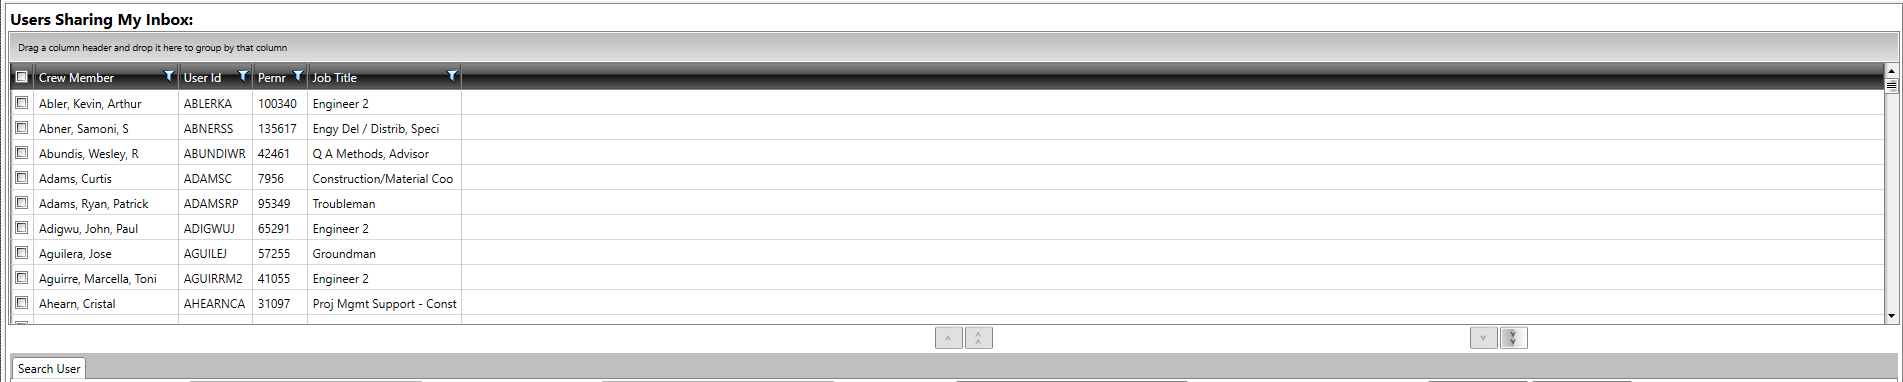 Users Sharing My Inbox:
Drag a column header and drop it here to group by that column
Crew Member User Id Pernr Job Title
Abler, Kevin, Arthur ABLERKA 100340 Engineer 2
Abner, Samoni, S ABNERSS 135617 Engy Del / Distrib, Speci
Abundis, Wesley, R ABUNDIWR 42461 Q A Methods, Advisor
Adams, Curtis ADAMSC 7956 Construction/Material Coo
Adams, Ryan, Patrick ADAMSRP 95349 Troubleman
Adigwu, John, Paul ADIGWUJ 65291 Engineer 2
Aguilera, Jose AGUILEJ 57255 Groundman
Aguirre, Marcella, Toni AGUIRRM2 41055 Engineer 2
Ahearn, Cristal AHEARNCA 31097 Proj Mgmt Support - Const
Search User